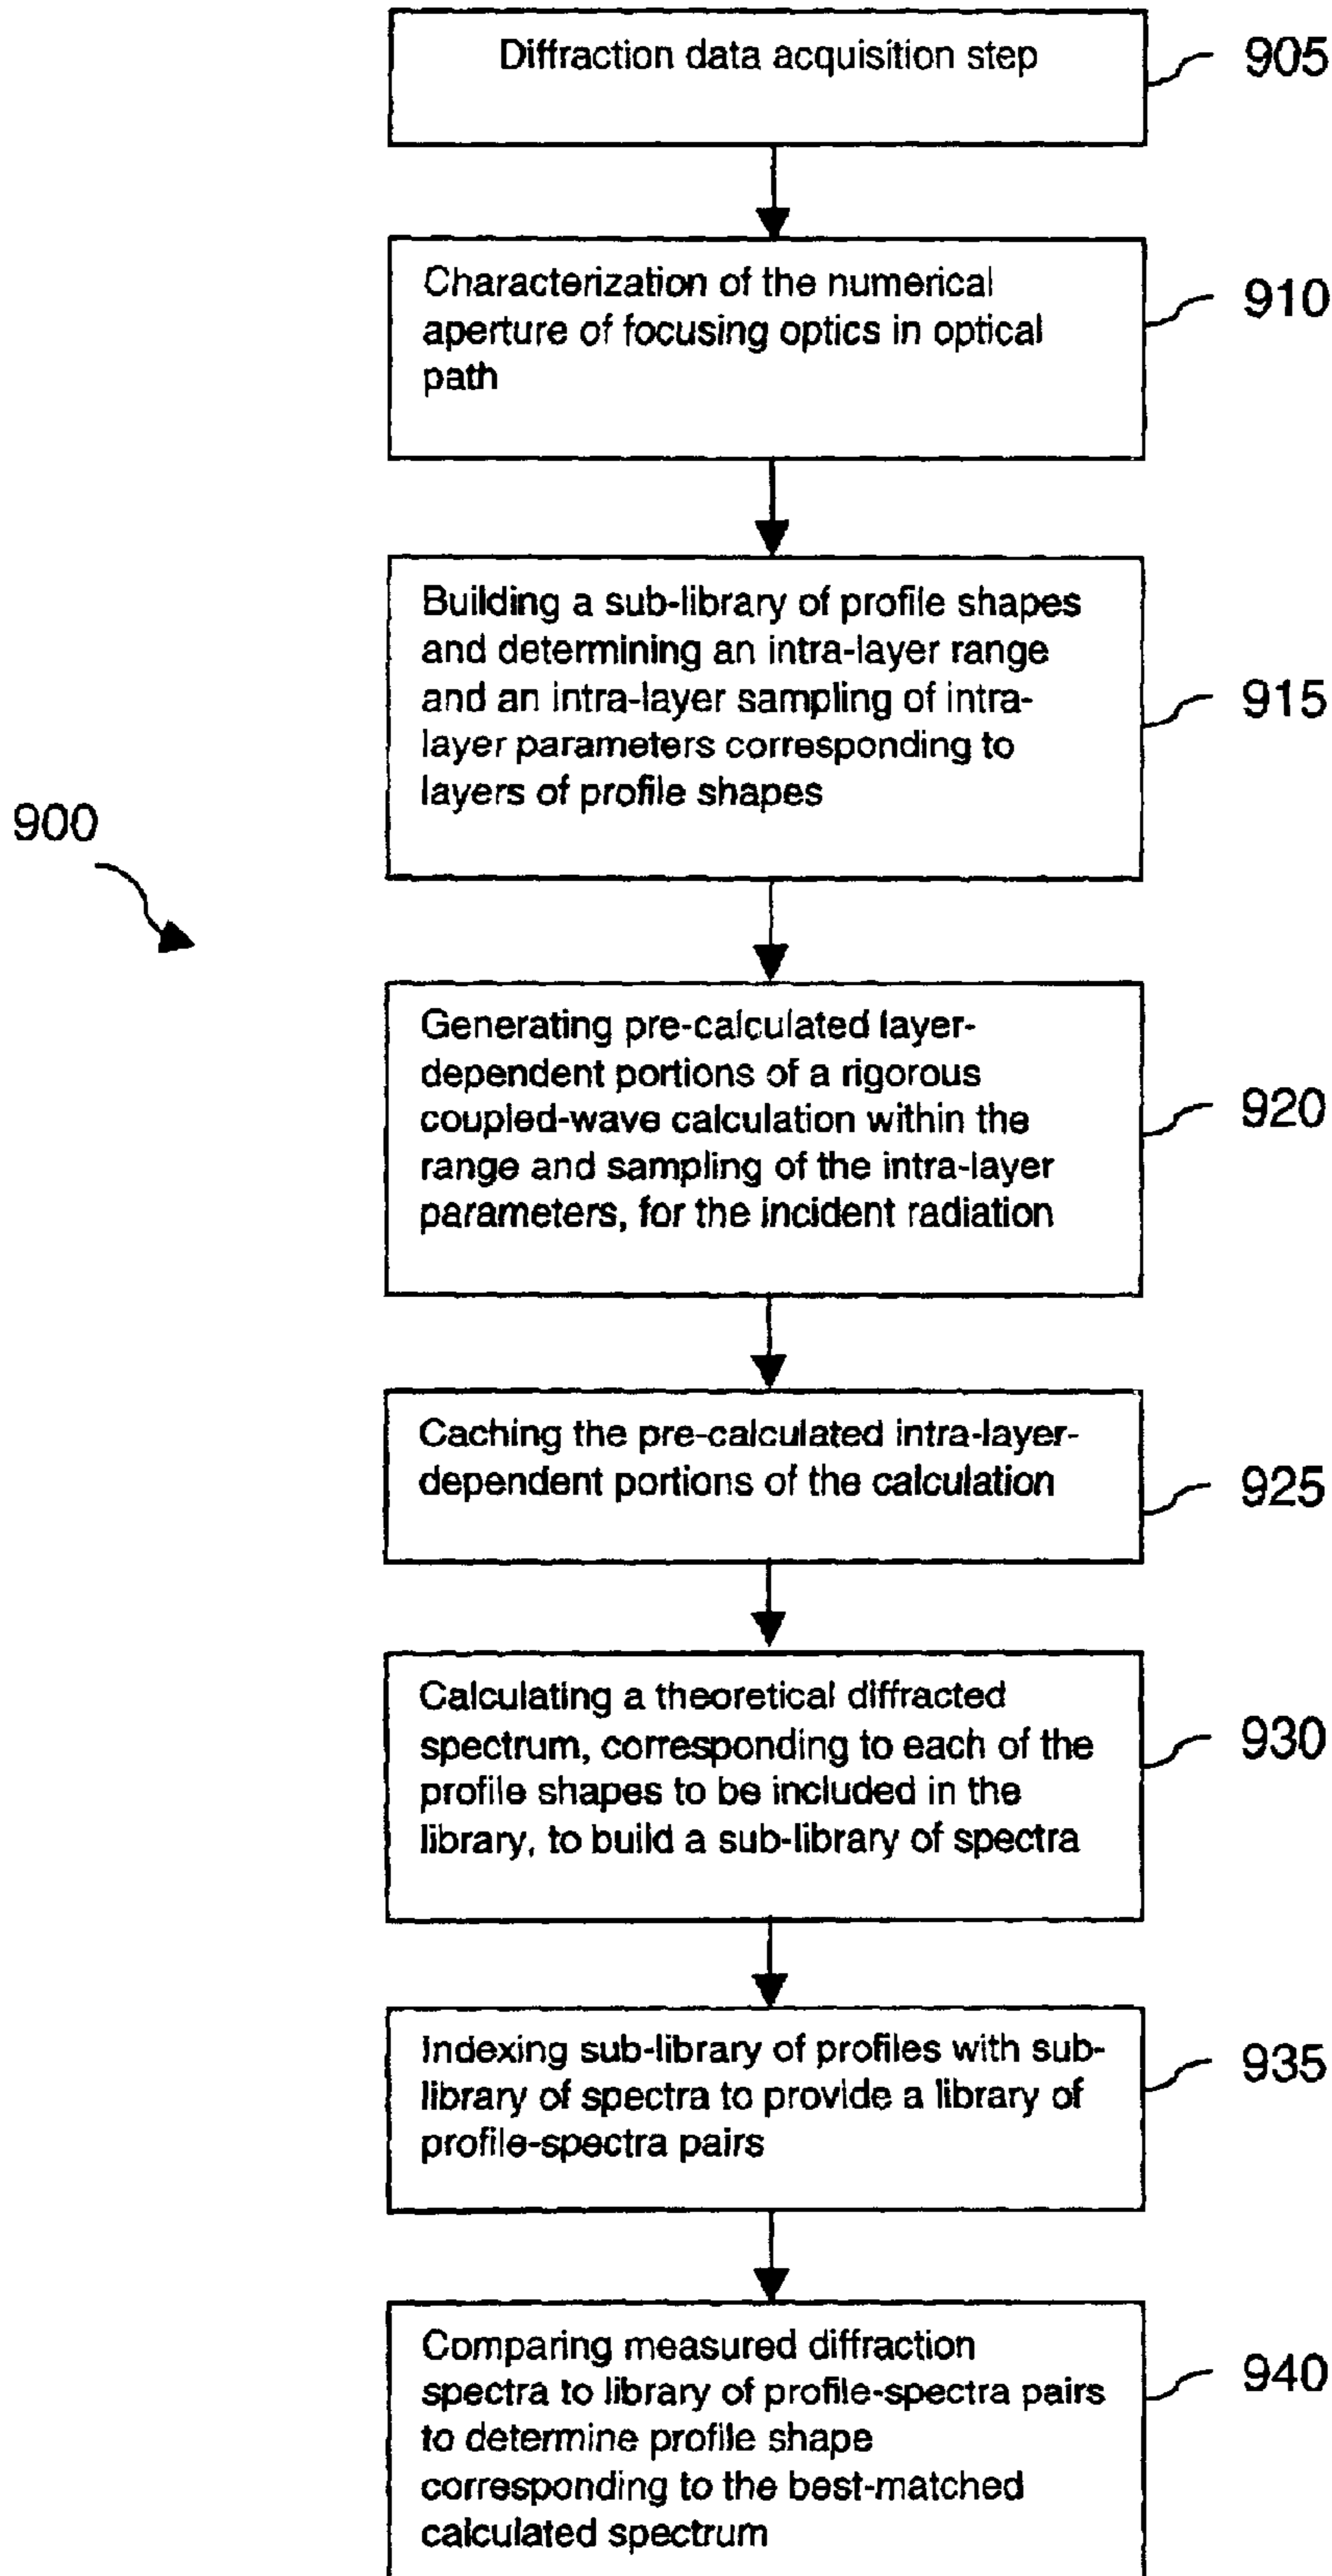 Diffraction data acquisition step
905
Characterization of the numerical
aperture of focusing optics in optical
path
910
Building a sub-library of profile shapes
and determining an intra-layer range
and an intra-layer sampling of intra-
layer parameters corresponding to
layers of profile shapes
915
900
Generating pre-calculated layer-
dependent portions of a rigorous
coupled-wave calculation within the
range and sampling of the intra-layer
parameters, for the incident radiation
920
Caching the pre-calculated intra-layer-
dependent portions of the calculation
925
Calculating a theoretical diffracted
spectrum, corresponding to each of the
profile shapes to be included in the
library, to build a sub-library of spectra
930
Indexing sub-library of profiles with sub-
library of spectra to provide a library of
profile-spectra pairs
935
Comparing measured diffraction
spectra to library of profile-spectra pairs
to determine profile shape
corresponding to the best-matched
calculated spectrum
940